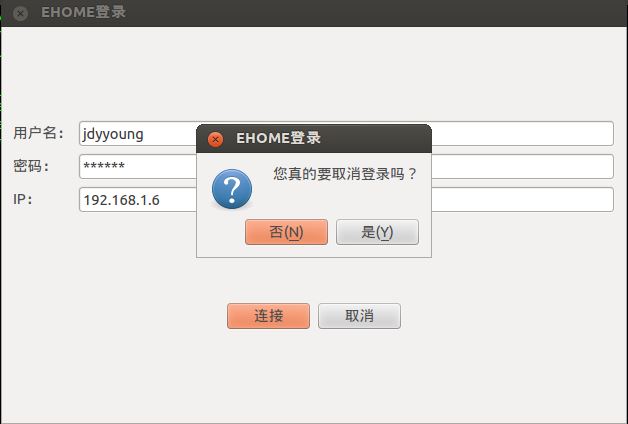 EHOME登录
用户名： jdyyoung
密码： ******
IP： 192.168.1.6
EHOME登录
您真的要取消登录吗？
否(N) 是(Y)
连接 取消